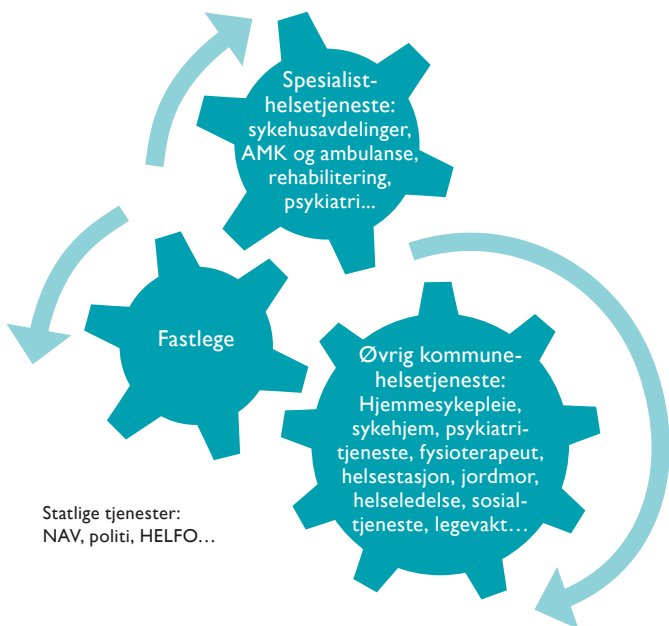 Spesialist-
helsetjeneste:
sykehusavdelinger,
AMK og ambulanse,
rehabilitering,
psykiatri...
Fastlege
Øvrig kommune-
helsetjeneste:
Hjemmesykepleie,
sykehjem, psykiatri-
tjeneste, fysioterapeut,
helsestasjon, jordmor,
helseledelse, sosial-
tjeneste, legevakt…
Statlige tjenester:
NAV, politi, HELFO…